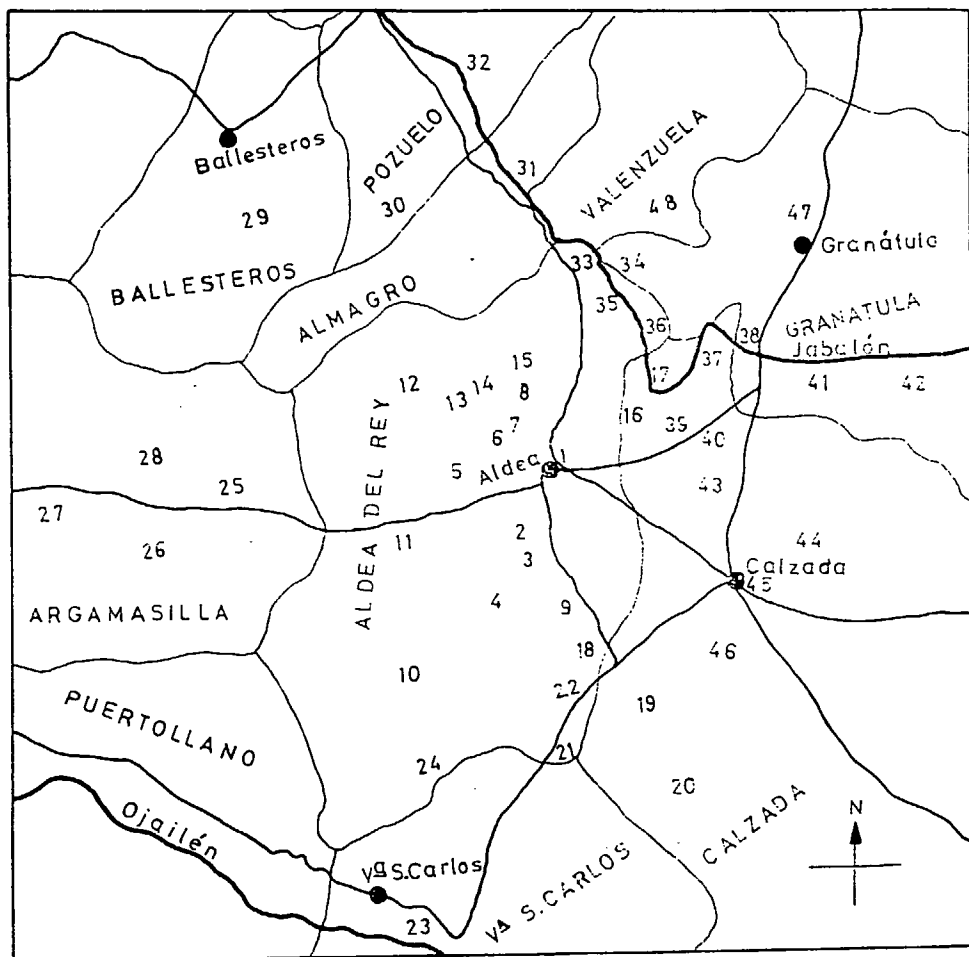 32
Ballesteros
POZUELO
31
VALENZUELA
30
48
47
29
Granátula
BALLESTEROS
33
34
ALMAGRO
35
36
38
GRANATULA
Jabalón
37
15
12
14
8
13
17
41
42
16
39
7
6
40
28
5
Aldea
1
25
43
ALDEA DEL REY
27
2
11
26
3
44
Calzada
45
4
9
ARGAMASILLA
18
46
10
22
19
PUERTOLLANO
21
24
20
CALZADA
N
Ojailén
Vª S.Carlos
Vª S. CARLOS
23